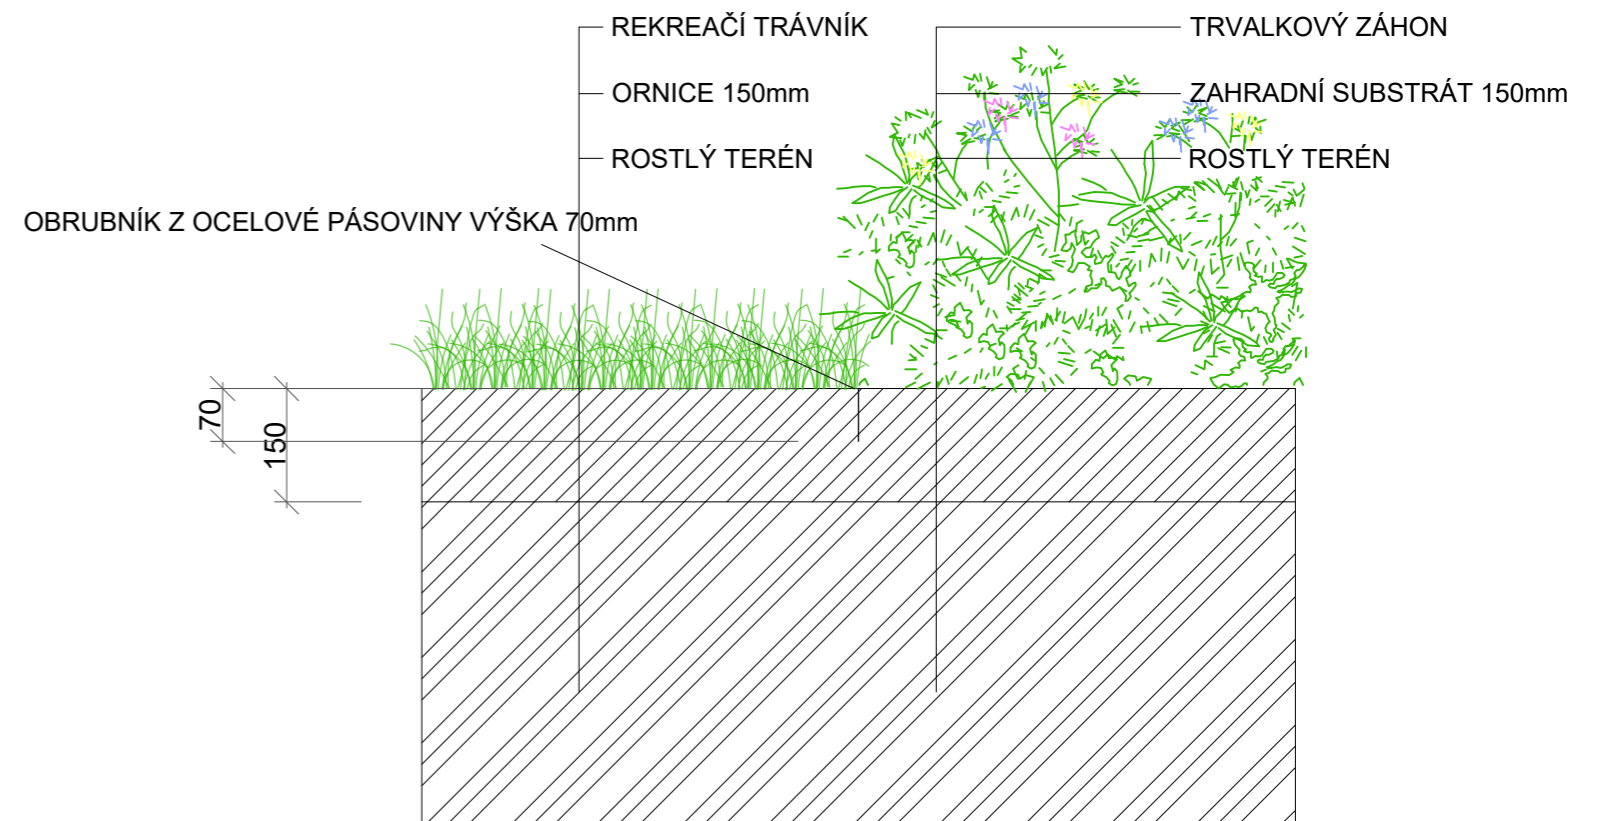 REKREAČÍ TRÁVNÍK
ORNICE 150mm
ROSTLÝ TERÉN
TRVALKOVÝ ZÁHON
ZAHRADNÍ SUBSTRÁT 150mm
ROSTLÝ TERÉN
OBRUBNÍK Z OCELOVÉ PÁSOVINY VÝŠKA 70mm
70
150